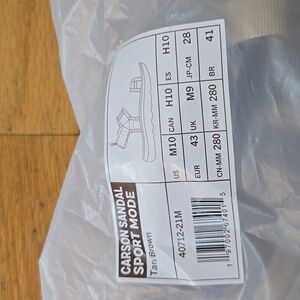 CARSON SANDAL
SPORT MODE
Tan Brown
40712-21M
US M10 CAN H10 ES H10
EUR 43 UK M9 JP-CM 28
CN-MM 280 KR-MM 280 BR 41